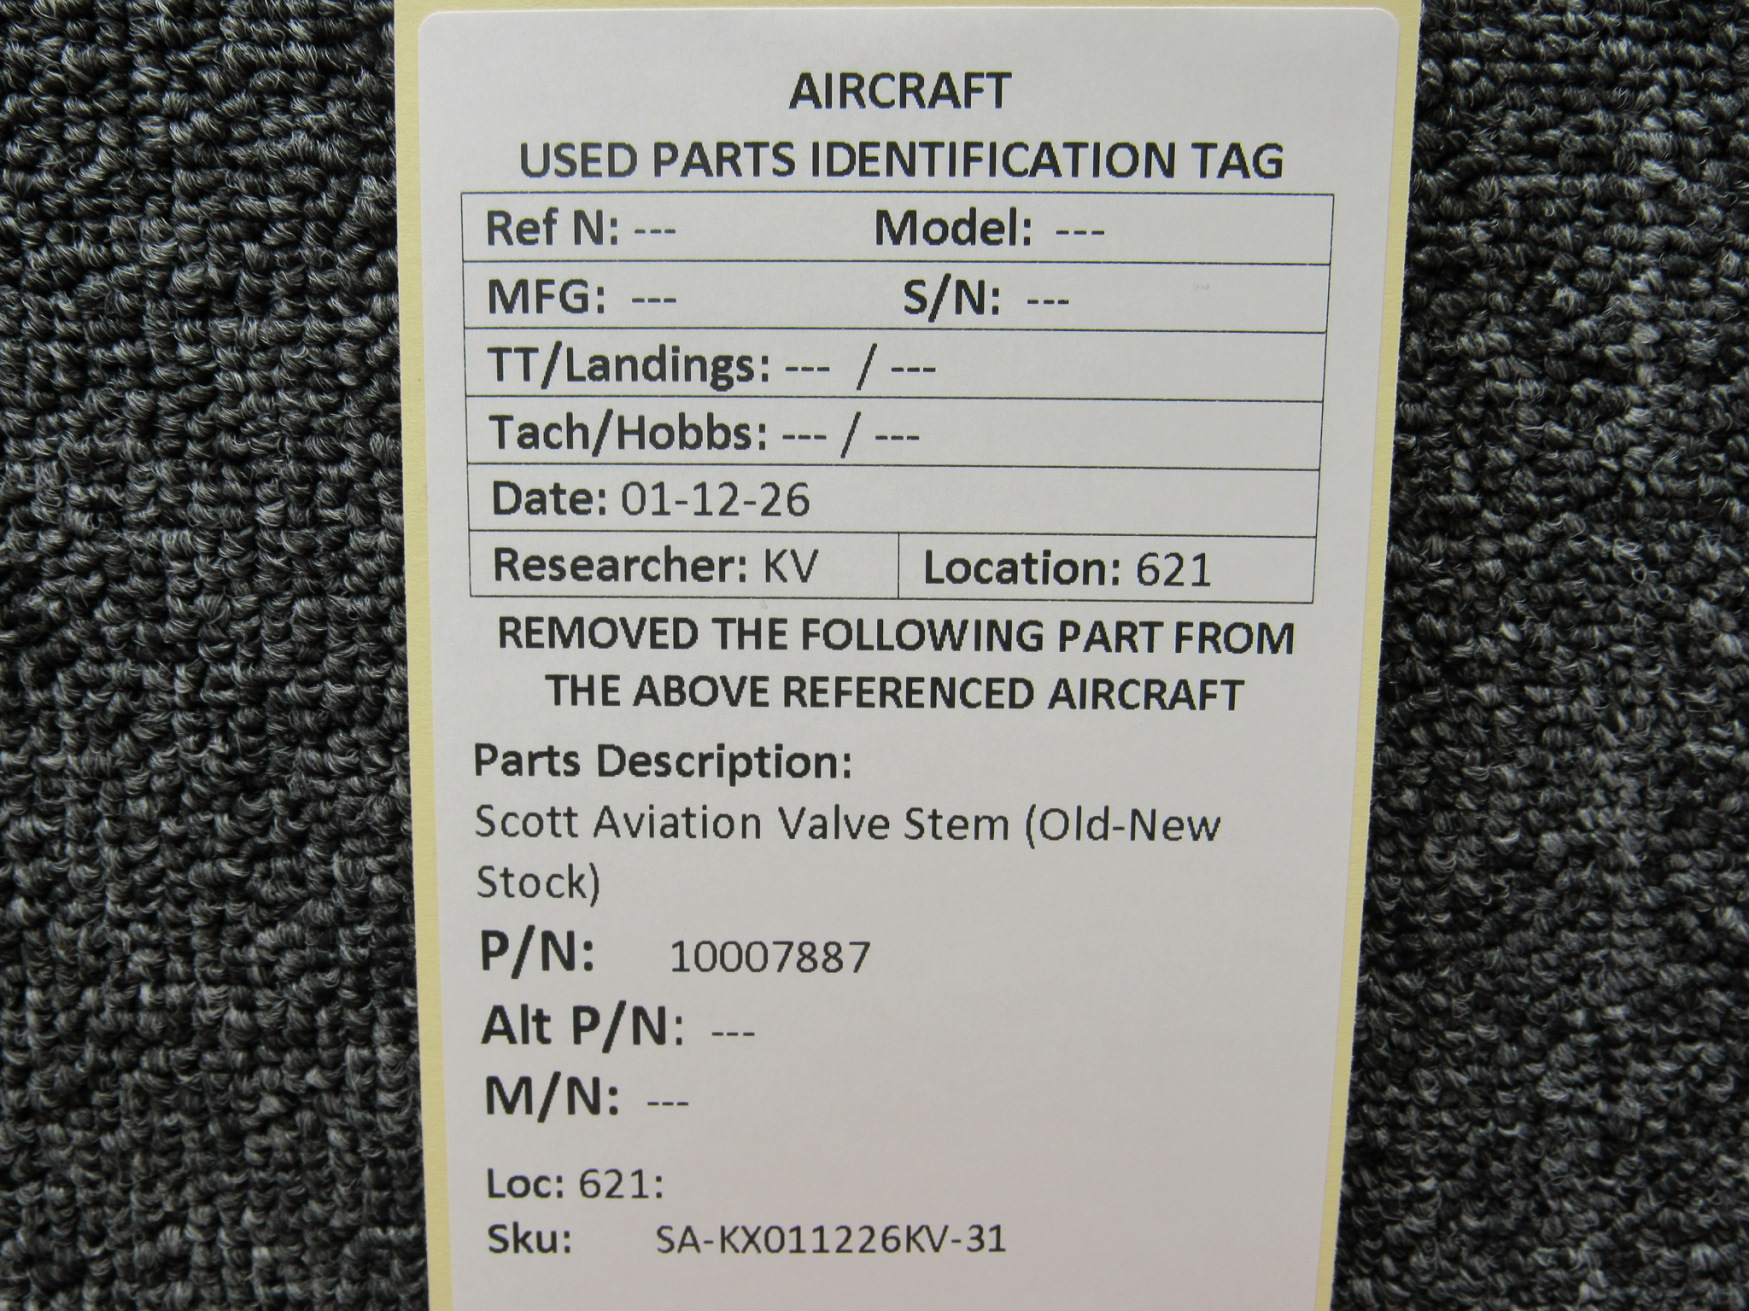 AIRCRAFT
USED PARTS IDENTIFICATION TAG
Ref N: --- Model: ---
MFG: --- S/N: ---
TT/Landings: --- / ---
Tach/Hobbs: --- / ---
Date: 01-12-26
Researcher: KV Location: 621
REMOVED THE FOLLOWING PART FROM
THE ABOVE REFERENCED AIRCRAFT
Parts Description:
Scott Aviation Valve Stem (Old-New
Stock)
P/N: 10007887
Alt P/N: ---
M/N: ---
Loc: 621:
Sku: SA-KX011226KV-31